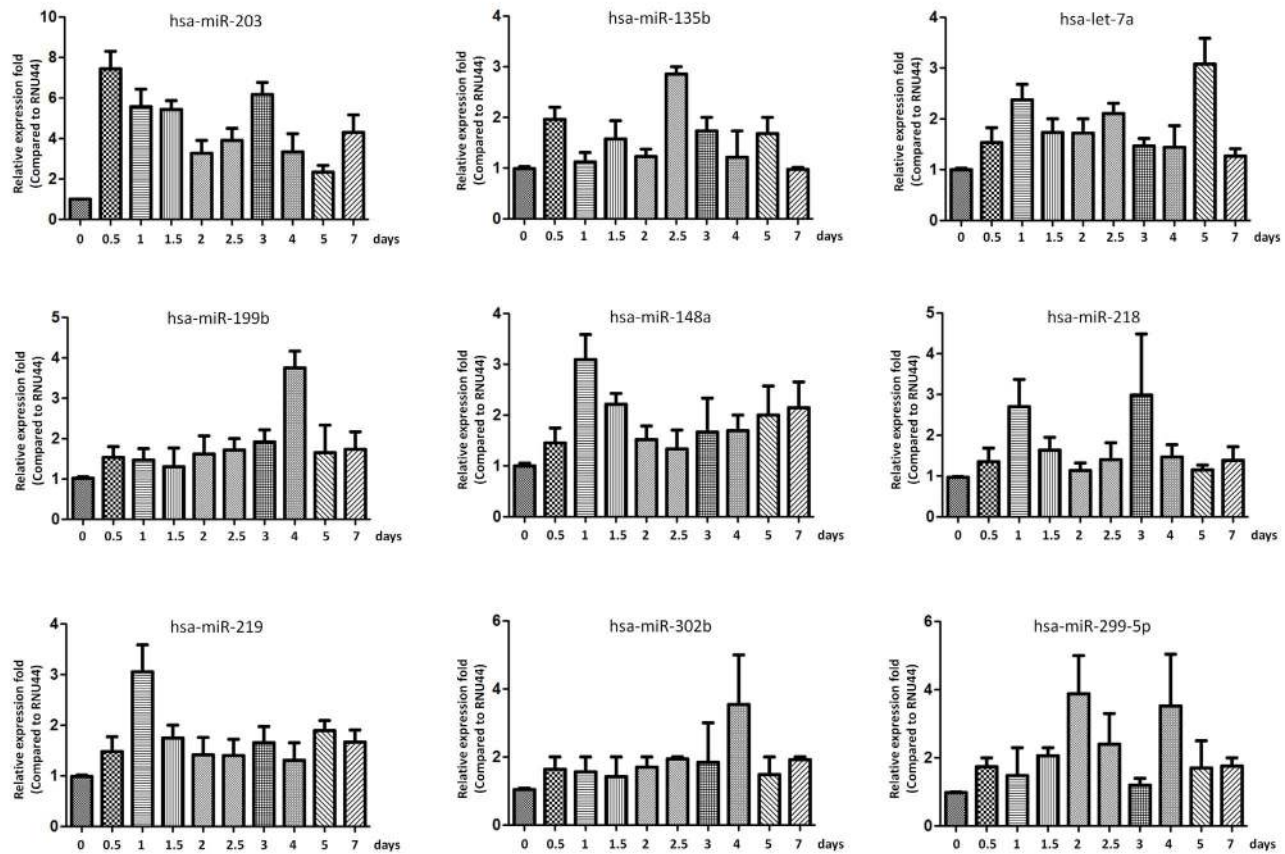 hsa-miR-203
Relative expression fold
(Compared to RNU44)
10
8
6
4
2
0
0 0.5 1 1.5 2 2.5 3 4 5 7 days
hsa-miR-135b
Relative expression fold
(Compared to RNU44)
4
3
2
1
0
0 0.5 1 1.5 2 2.5 3 4 5 7 days
hsa-let-7a
Relative expression fold
(Compared to RNU44)
4
3
2
1
0
0 0.5 1 1.5 2 2.5 3 4 5 7 days
hsa-miR-199b
Relative expression fold
(Compared to RNU44)
5
4
3
2
1
0
0 0.5 1 1.5 2 2.5 3 4 5 7 days
hsa-miR-148a
Relative expression fold
(Compared to RNU44)
4
3
2
1
0
0 0.5 1 1.5 2 2.5 3 4 5 7 days
hsa-miR-218
Relative expression fold
(Compared to RNU44)
5
4
3
2
1
0
0 0.5 1 1.5 2 2.5 3 4 5 7 days
hsa-miR-219
Relative expression fold
(Compared to RNU44)
4
3
2
1
0
0 0.5 1 1.5 2 2.5 3 4 5 7 days
hsa-miR-302b
Relative expression fold
(Compared to RNU44)
6
4
2
0
0 0.5 1 1.5 2 2.5 3 4 5 7 days
hsa-miR-299-5p
Relative expression fold
(Compared to RNU44)
6
4
2
0
0 0.5 1 1.5 2 2.5 3 4 5 7 days